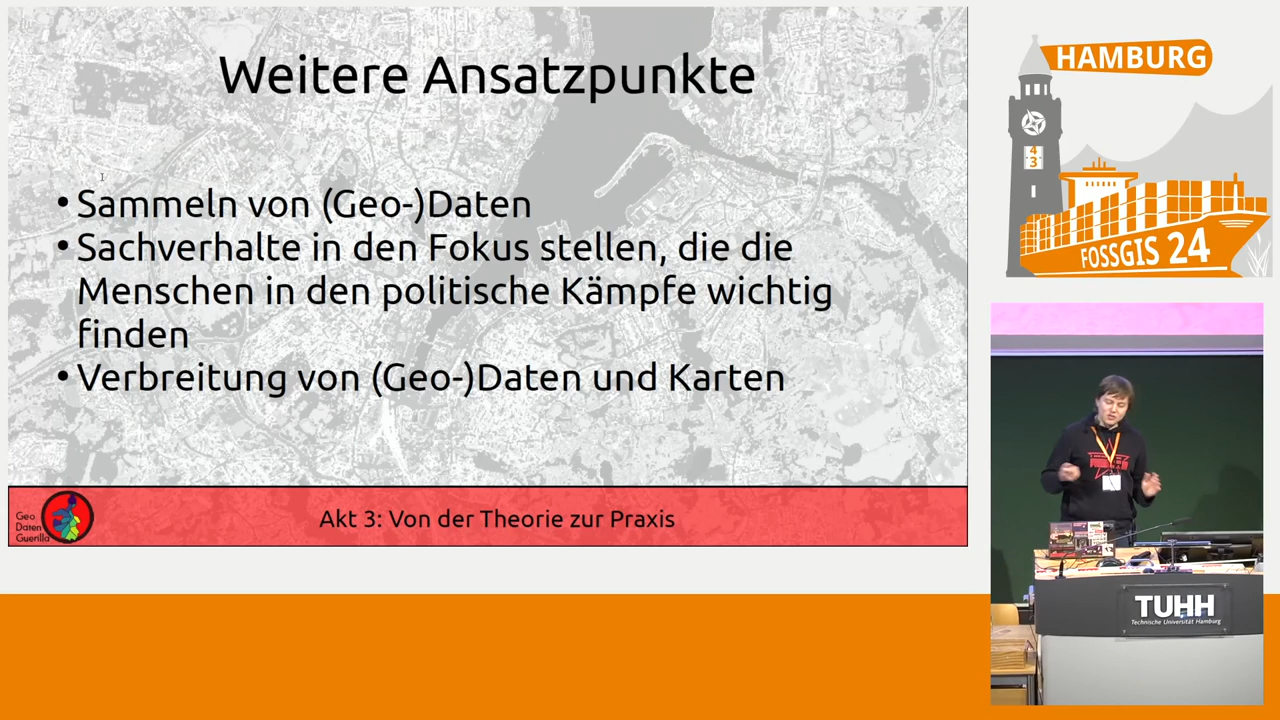 Weitere Ansatzpunkte
• Sammeln von (Geo-)Daten
• Sachverhalte in den Fokus stellen, die die
Menschen in den politische Kämpfe wichtig
finden
• Verbreitung von (Geo-)Daten und Karten
Geo
Daten
Guerilla
Akt 3: Von der Theorie zur Praxis
HAMBURG
4
3
FOSSGIS 24
TUHH
Technische Universität Hamburg